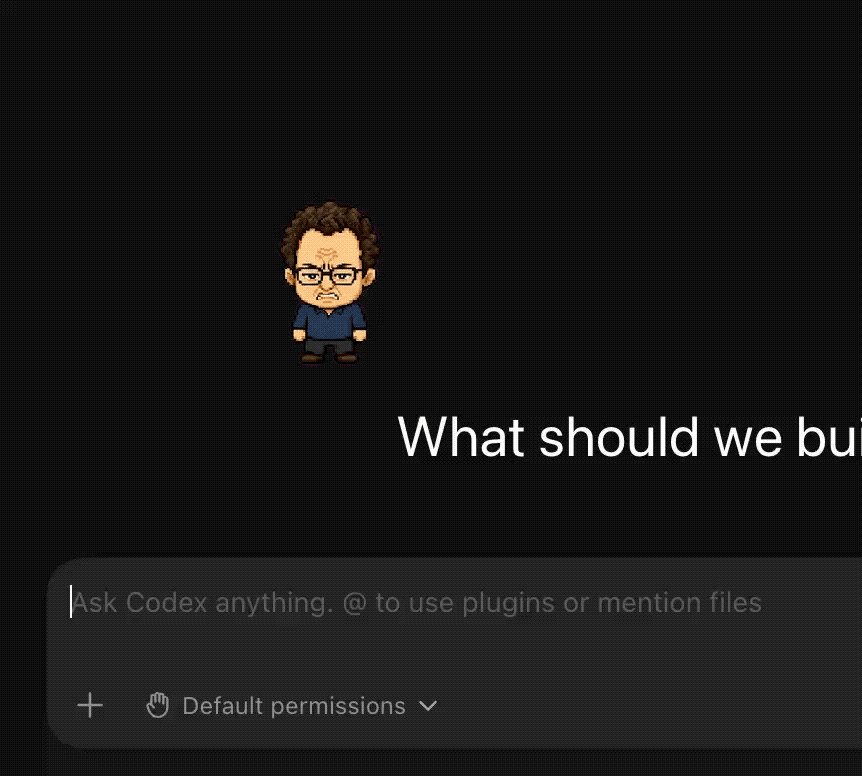 What should we bui
Ask Codex anything. @ to use plugins or mention files
Default permissions